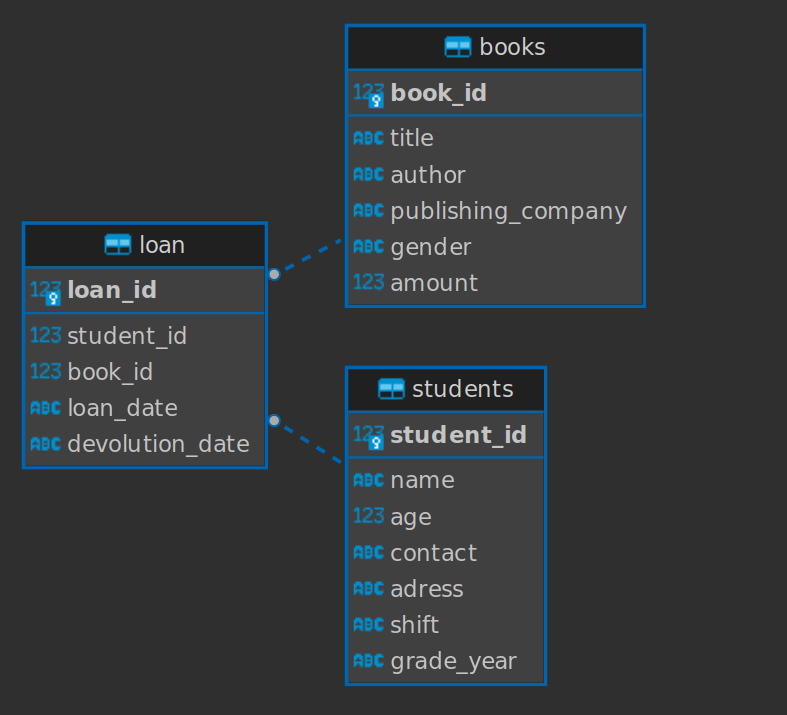 books
123 book_id
ABC title
ABC author
ABC publishing_company
ABC gender
123 amount
loan
123 loan_id
123 student_id
123 book_id
ABC loan_date
ABC devolution_date
students
123 student_id
ABC name
123 age
ABC contact
ABC adress
ABC shift
ABC grade_year